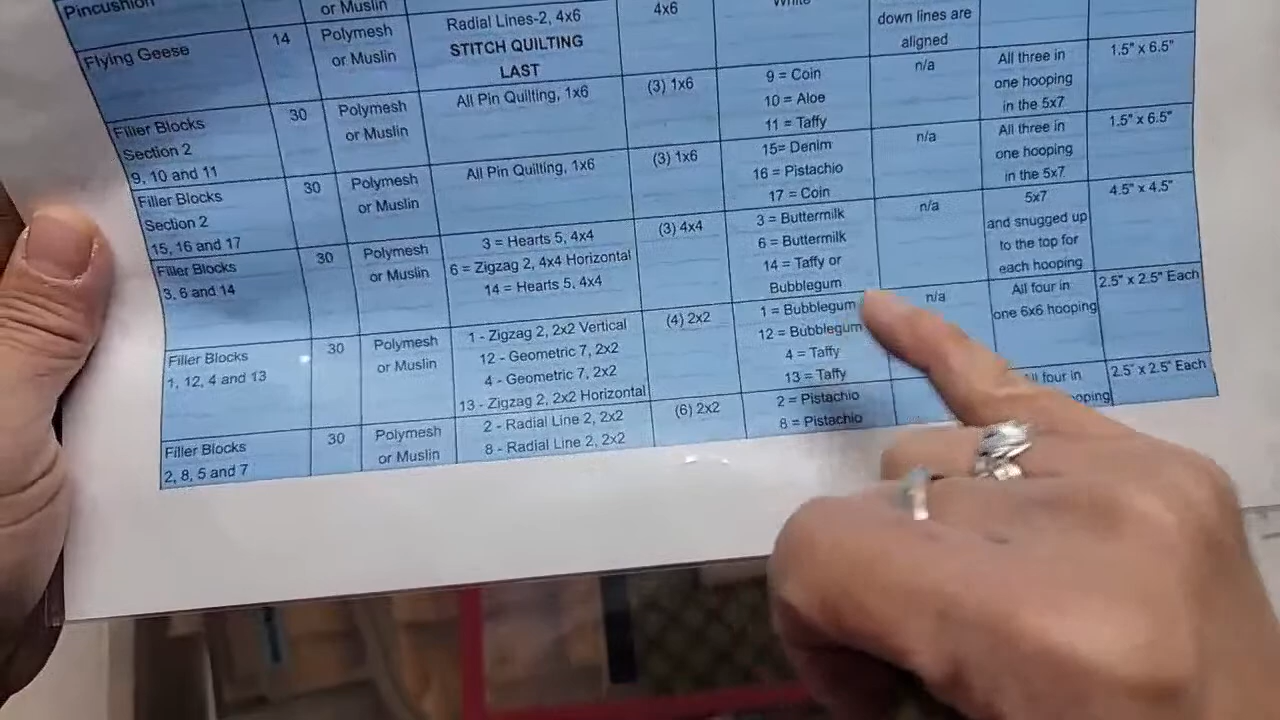 Pincushion
or Muslin
Radial Lines-2, 4x6
4x6
White
down lines are
aligned
Flying Geese
14
Polymesh
or Muslin
STITCH QUILTING
LAST
Filler Blocks
Section 2
9, 10 and 11
30
Polymesh
or Muslin
All Pin Quilting, 1x6
(3) 1x6
9 = Coin
10 = Aloe
11 = Taffy
n/a
All three in
one hooping
in the 5x7
1.5" x 6.5"
Filler Blocks
Section 2
15, 16 and 17
30
Polymesh
or Muslin
All Pin Quilting, 1x6
(3) 1x6
15= Denim
16 = Pistachio
17 = Coin
n/a
All three in
one hooping
in the 5x7
1.5" x 6.5"
Filler Blocks
3, 6 and 14
30
Polymesh
or Muslin
3 = Hearts 5, 4x4
6 = Zigzag 2, 4x4 Horizontal
14 = Hearts 5, 4x4
(3) 4x4
3 = Buttermilk
6 = Buttermilk
14 = Taffy or
Bubblegum
n/a
5x7
and snugged up
to the top for
each hooping
4.5" x 4.5"
Filler Blocks
1, 12, 4 and 13
30
Polymesh
or Muslin
1 - Zigzag 2, 2x2 Vertical
12 - Geometric 7, 2x2
4 - Geometric 7, 2x2
13 - Zigzag 2, 2x2 Horizontal
(4) 2x2
1 = Bubblegum
12 = Bubblegum
4 = Taffy
13 = Taffy
n/a
All four in
one 6x6 hooping
2.5" x 2.5" Each
Filler Blocks
2, 8, 5 and 7
30
Polymesh
or Muslin
2 - Radial Line 2, 2x2
8 - Radial Line 2, 2x2
(6) 2x2
2 = Pistachio
8 = Pistachio
four in
2.5" x 2.5" Each